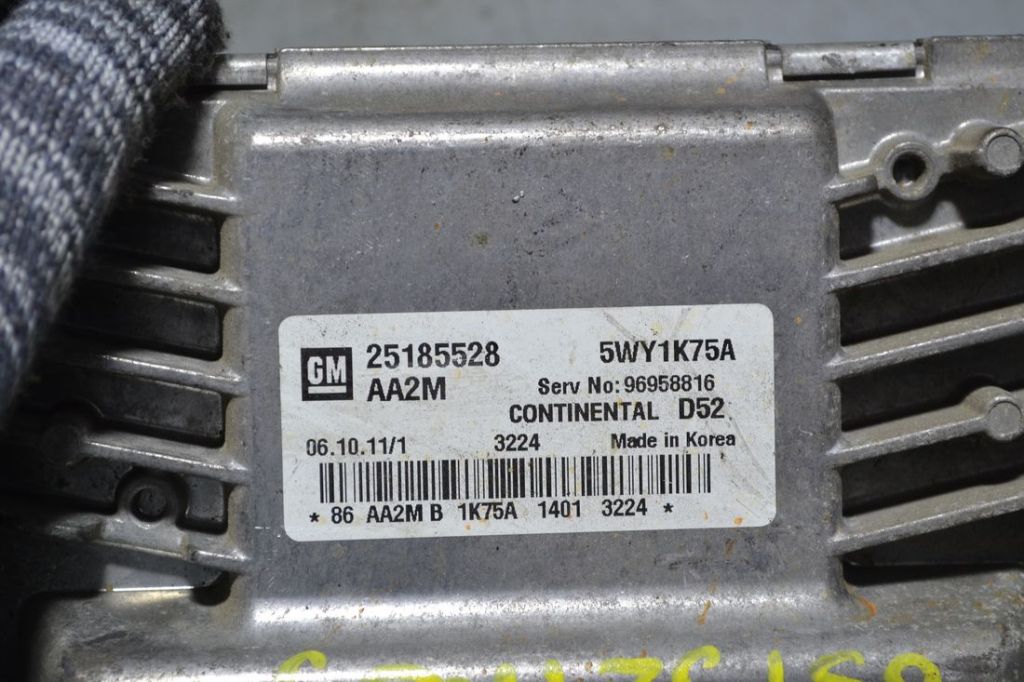 GM 25185528 5WY1K75A
AA2M Serv No: 96958816
CONTINENTAL D52
06.10.11/1 3224 Made in Korea
* 86 AA2M B 1K75A 1401 3224 *